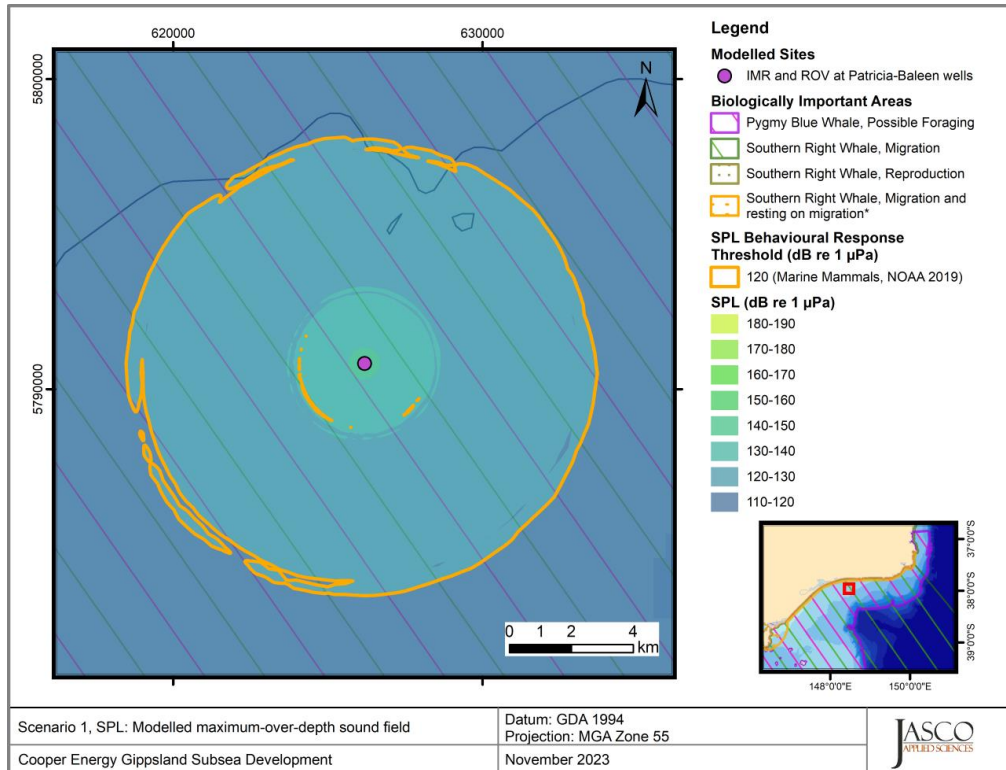 620000
630000
5800000
5790000
N
0 1 2 4
km
Legend
Modelled Sites
IMR and ROV at Patricia-Baleen wells
Biologically Important Areas
Pygmy Blue Whale, Possible Foraging
Southern Right Whale, Migration
Southern Right Whale, Reproduction
Southern Right Whale, Migration and
resting on migration*
SPL Behavioural Response
Threshold (dB re 1 µPa)
120 (Marine Mammals, NOAA 2019)
SPL (dB re 1 µPa)
180-190
170-180
160-170
150-160
140-150
130-140
120-130
110-120
37°0'0"S
38°0'0"S
39°0'0"S
148°0'0"E
150°0'0"E
Scenario 1, SPL: Modelled maximum-over-depth sound field
Datum: GDA 1994
Projection: MGA Zone 55
Cooper Energy Gippsland Subsea Development
November 2023
JASCO
APPLIED SCIENCES